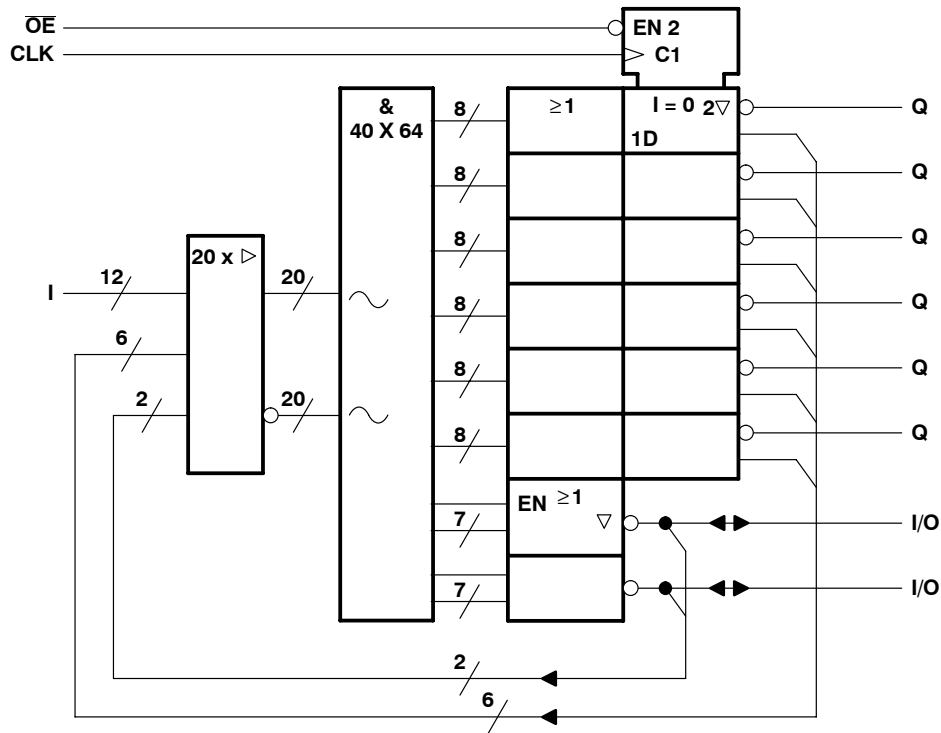 OE EN 2
CLK C1
& 8 ≥1 I = 0 2▽ Q
40 X 64
1D
8 Q
8 Q
20 x ▷
I 12 20
8 Q
6
8 Q
2 20
8 Q
EN ≥1
▽
7 I/O
7 I/O
2
6